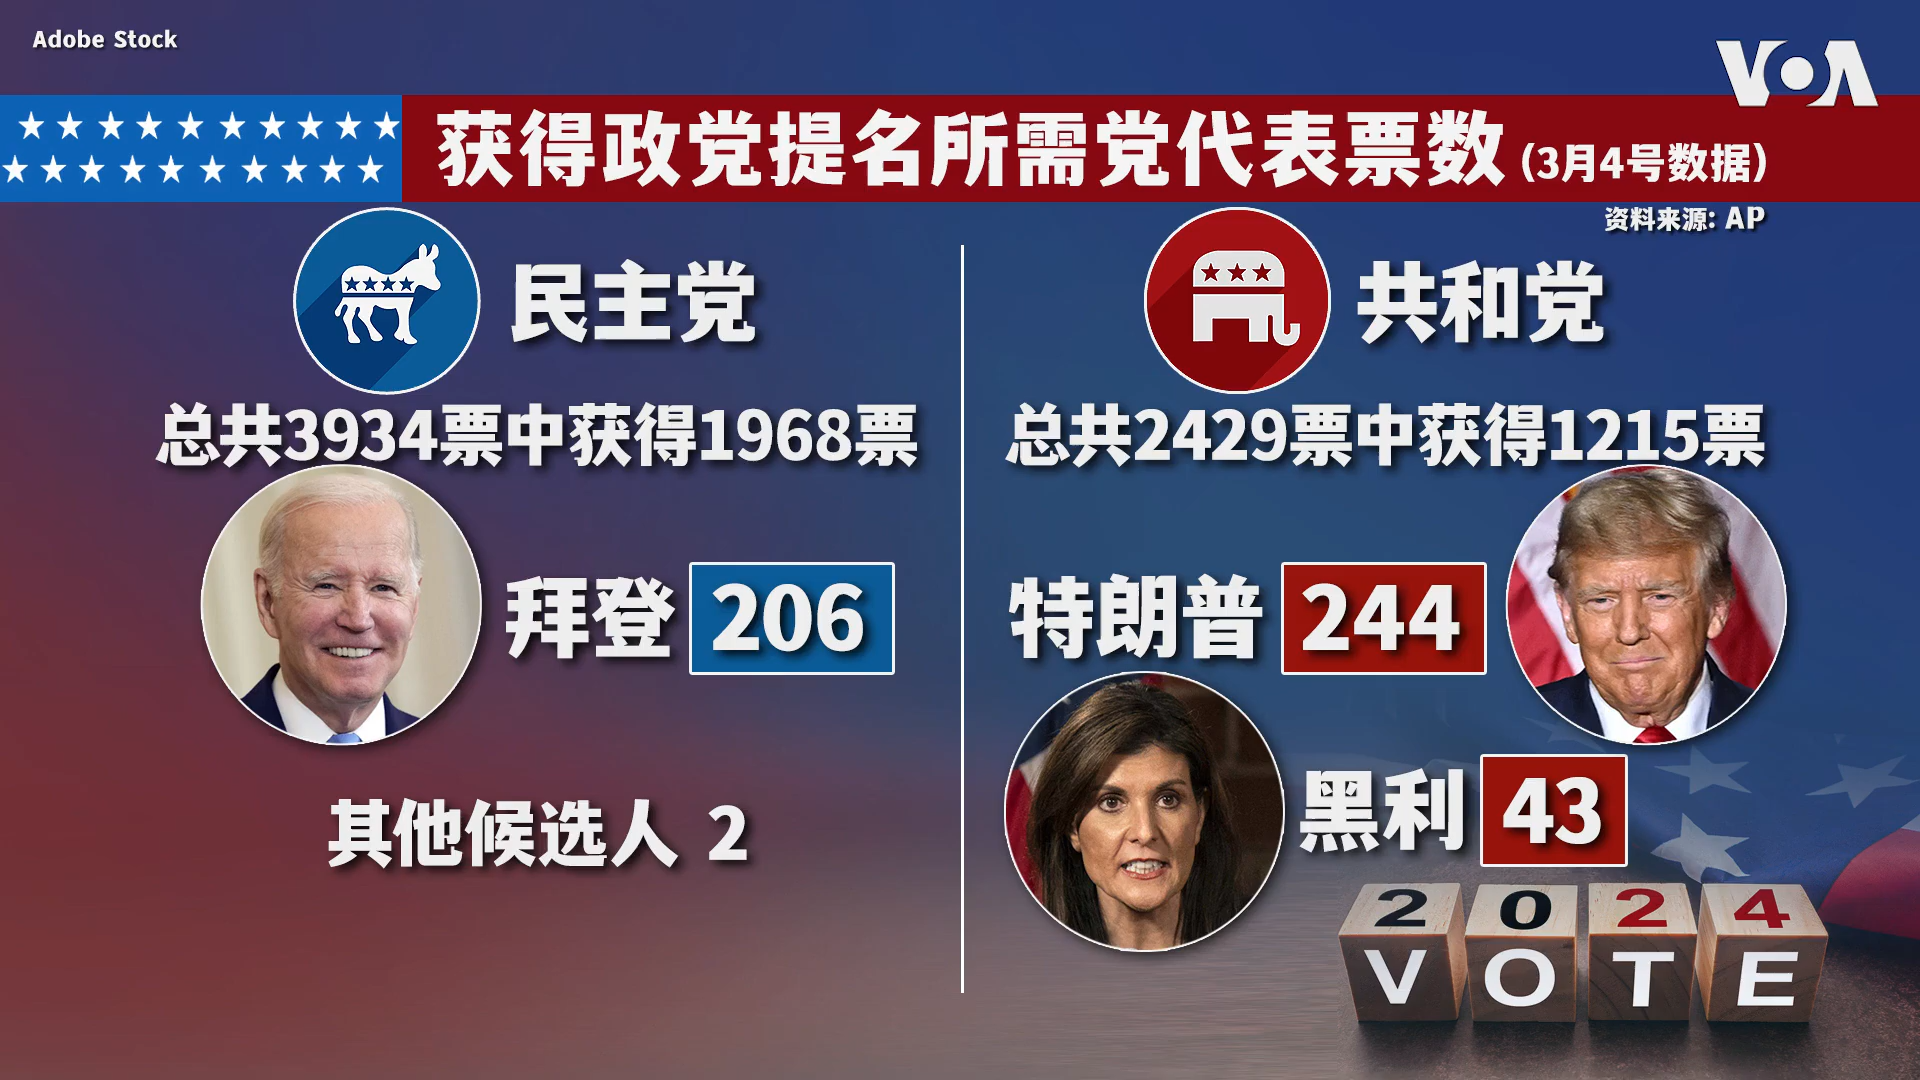 Adobe Stock
VOA
获得政党提名所需党代表票数 (3月4号数据)
资料来源: AP
民主党
总共3934票中获得1968票
拜登 206
其他候选人 2
共和党
总共2429票中获得1215票
特朗普 244
黑利 43
2024
VOTE